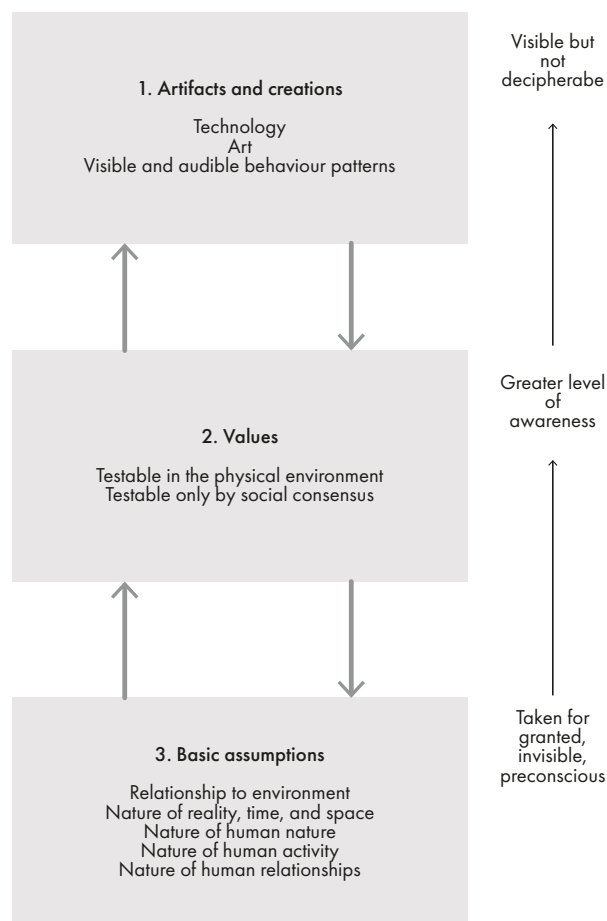 1. Artifacts and creations
Technology
Art
Visible and audible behaviour patterns
Visible but
not
decipherabe
2. Values
Testable in the physical environment
Testable only by social consensus
Greater level
of
awareness
3. Basic assumptions
Relationship to environment
Nature of reality, time, and space
Nature of human nature
Nature of human activity
Nature of human relationships
Taken for
granted,
invisible,
preconscious